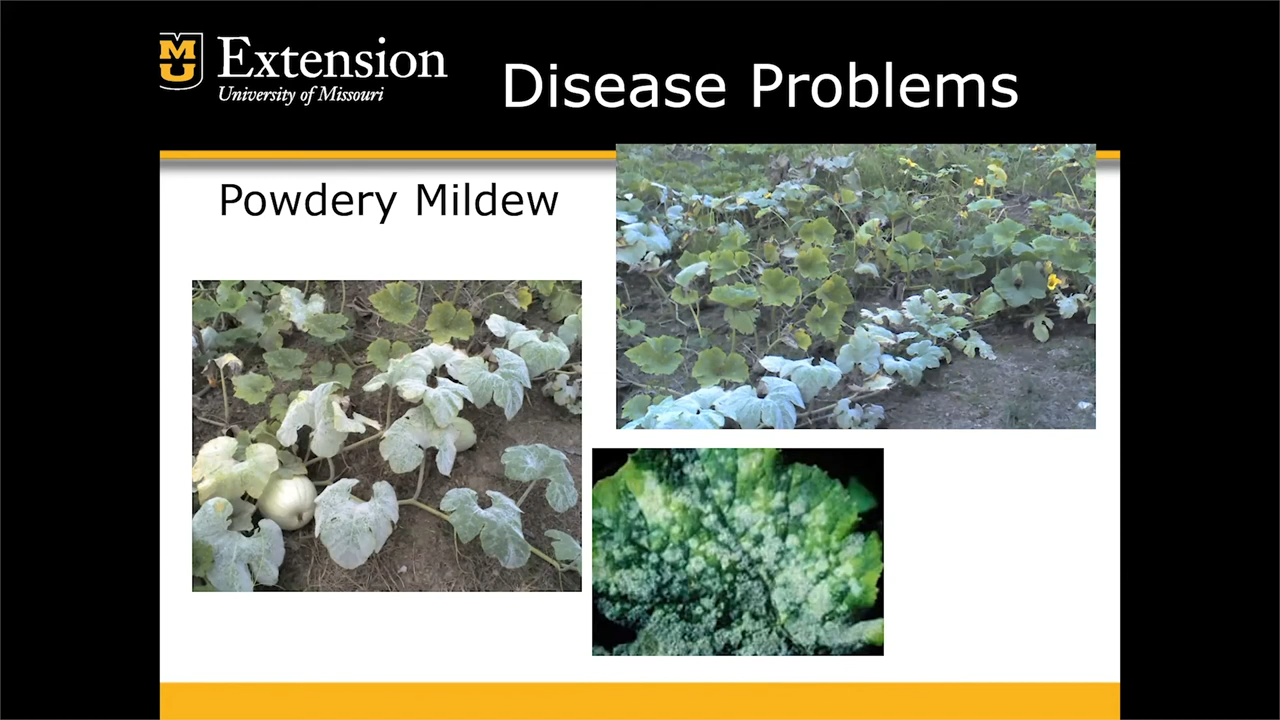 MU
Extension
University of Missouri
Disease Problems
Powdery Mildew